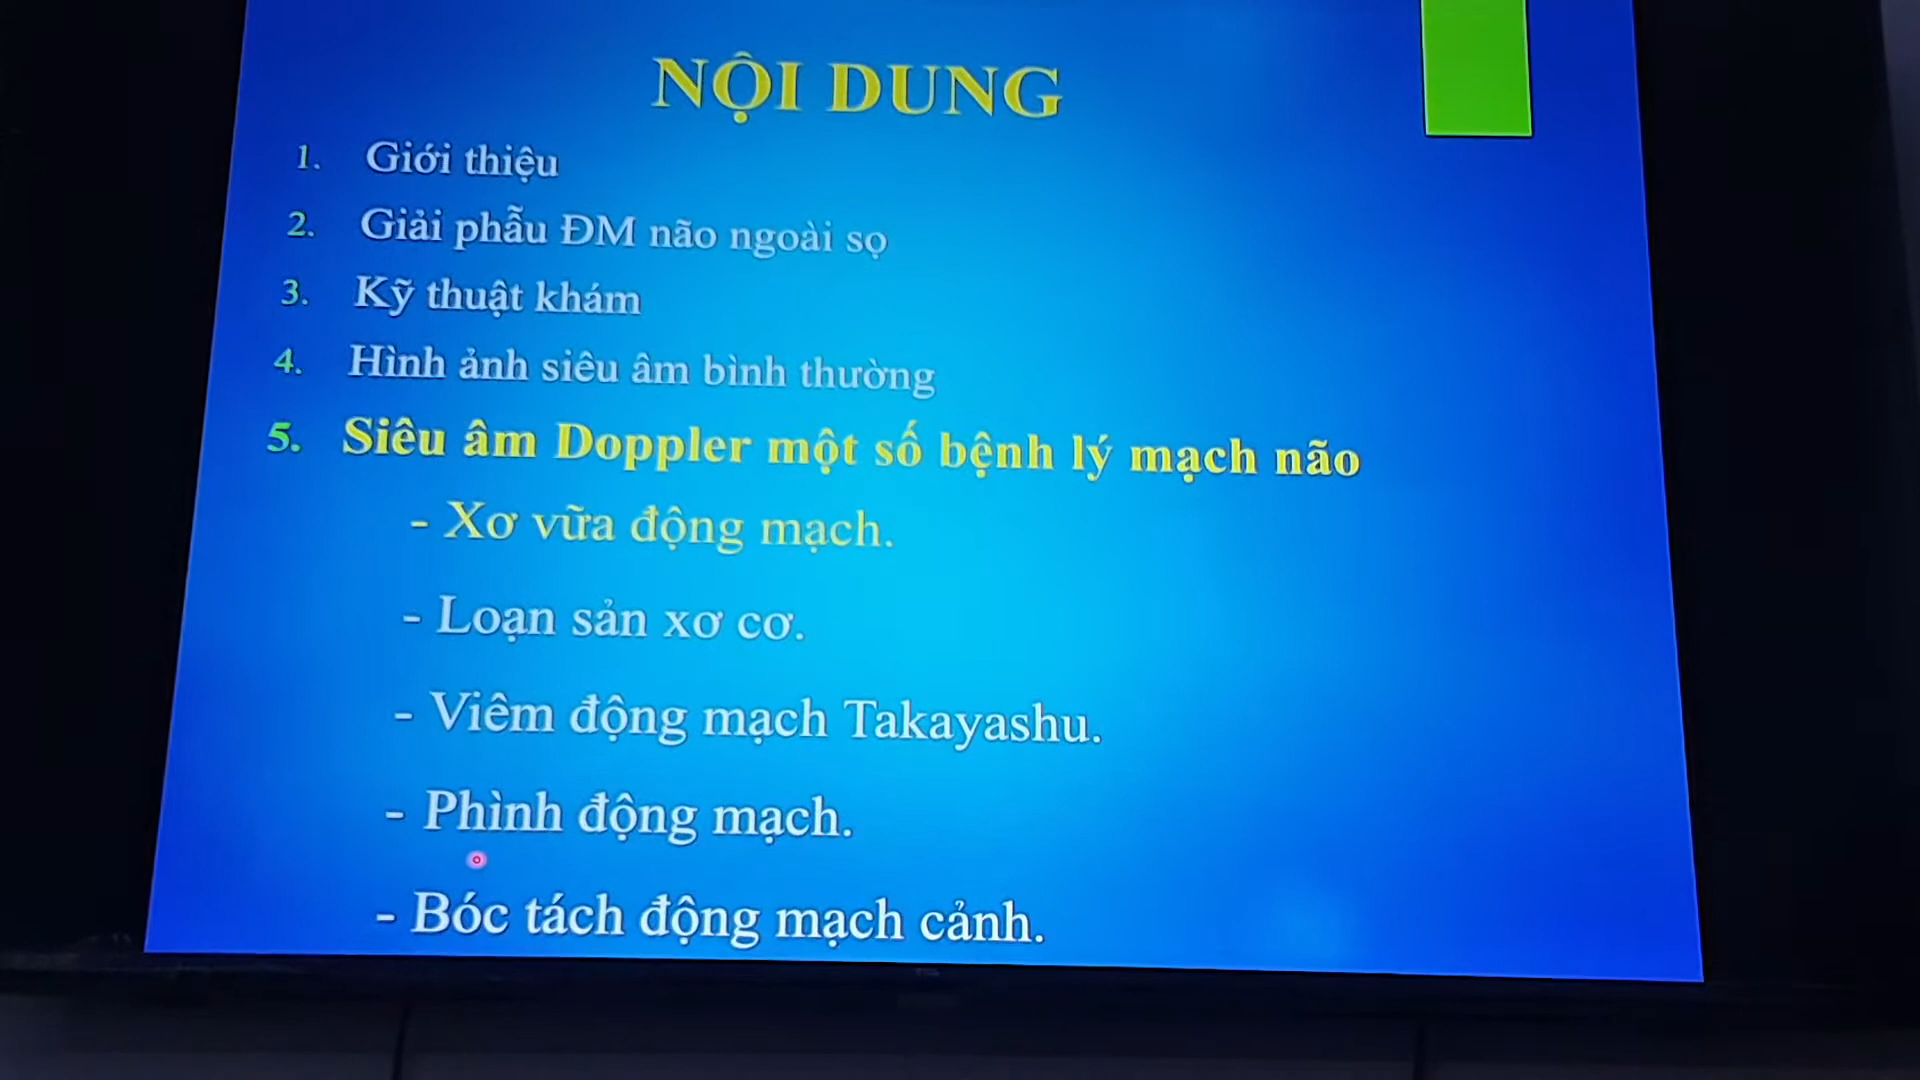 NỘI DUNG
1. Giới thiệu
2. Giải phẫu ĐM não ngoài sọ
3. Kỹ thuật khám
4. Hình ảnh siêu âm bình thường
5. Siêu âm Doppler một số bệnh lý mạch não
- Xơ vữa động mạch.
- Loạn sản xơ cơ.
- Viêm động mạch Takayashu.
- Phình động mạch.
- Bóc tách động mạch cảnh.